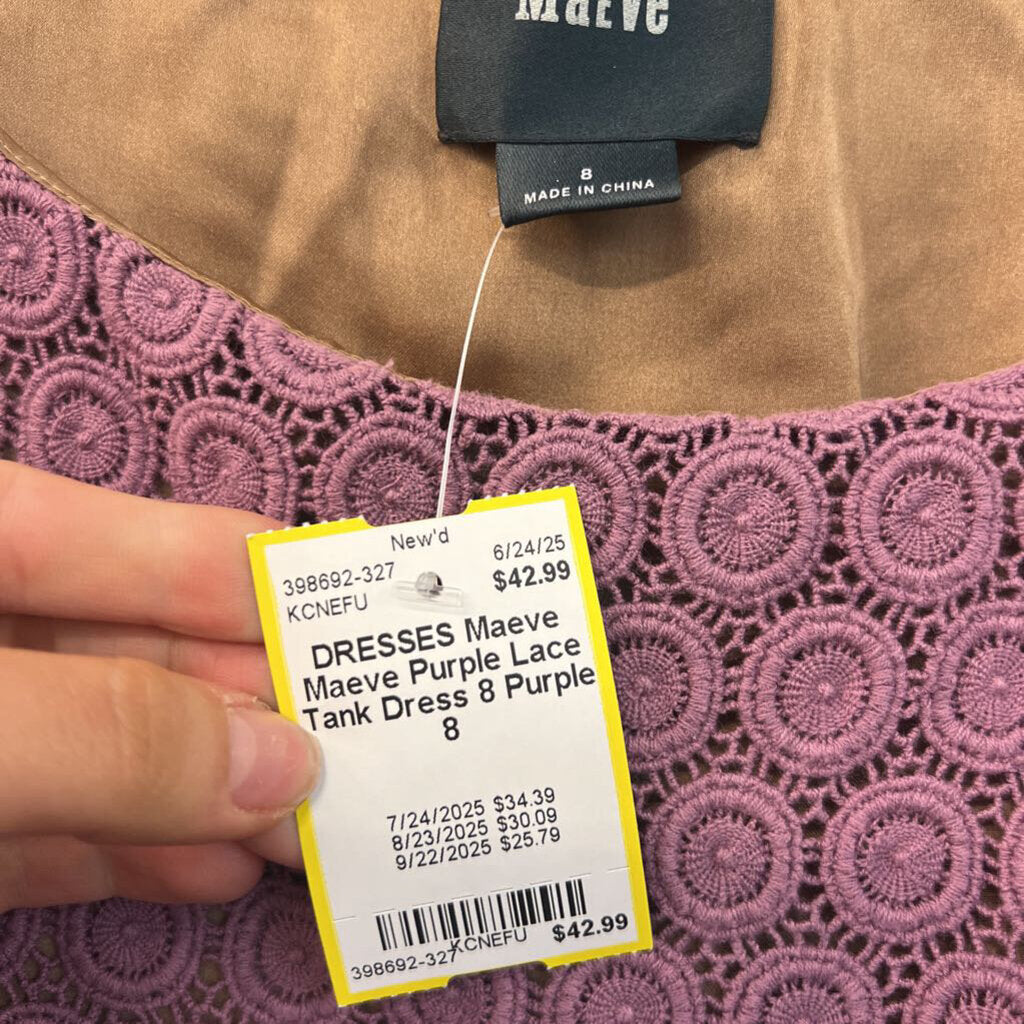 Maeve
8
MADE IN CHINA
New'd
6/24/25
398692-327
$42.99
KCNEFU
DRESSES Maeve
Maeve Purple Lace
Tank Dress 8 Purple
8
7/24/2025 $34.39
8/23/2025 $30.09
9/22/2025 $25.79
KCNEFU
$42.99
398692-327